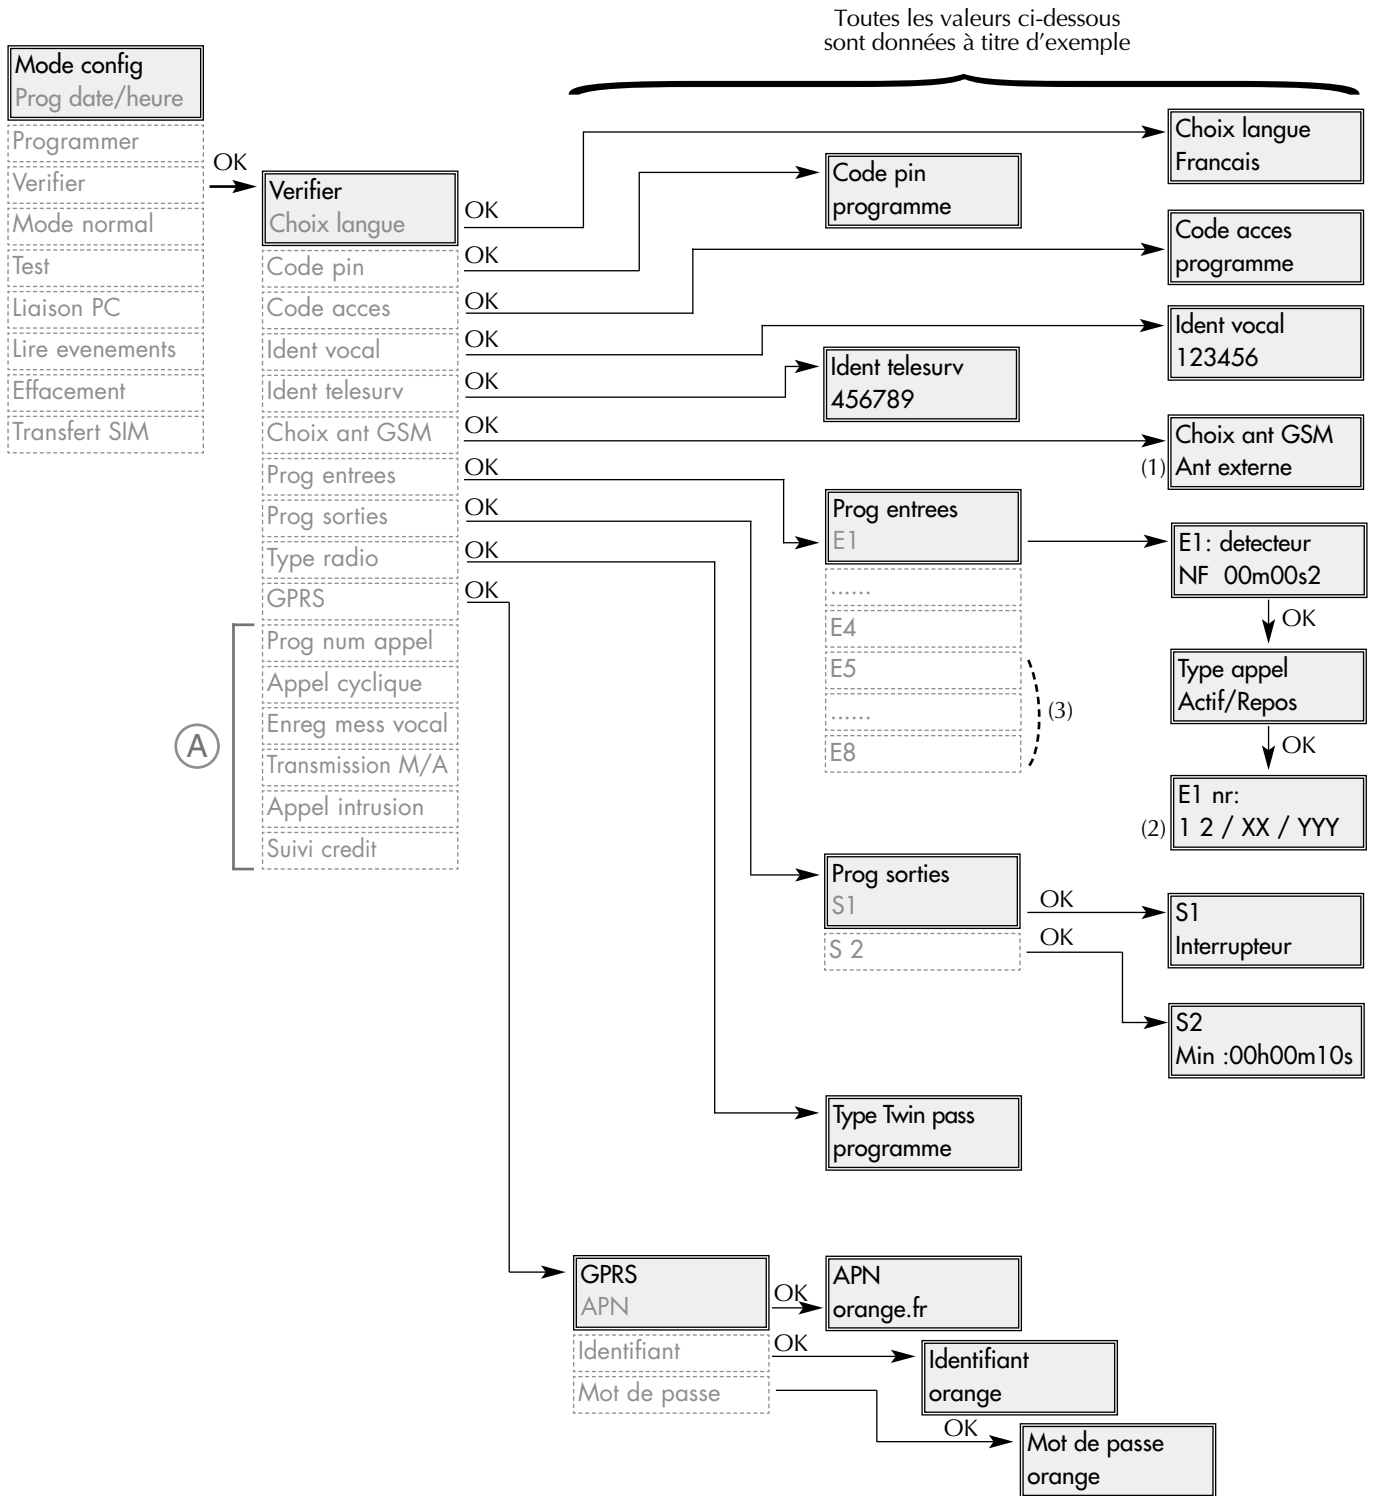 Toutes les valeurs ci-dessous
sont données à titre d'exemple
Mode config
Prog date/heure
Programmer
Verifier
Mode normal
Test
Liaison PC
Lire evenements
Effacement
Transfert SIM
OK
Verifier
Choix langue
Code pin
Code acces
Ident vocal
Ident telesurv
Choix ant GSM
Prog entrees
Prog sorties
Type radio
GPRS
Prog num appel
Appel cyclique
Enreg mess vocal
Transmission M/A
Appel intrusion
Suivi credit
A
OK
OK
OK
OK
OK
OK
OK
OK
OK
OK
Choix langue
Francais
Code pin
programme
Code acces
programme
Ident vocal
123456
Ident telesurv
456789
Choix ant GSM
(1) Ant externe
Prog entrees
E1
......
E4
E5
......
E8
(3)
E1: detecteur
NF 00m00s2
OK
Type appel
Actif/Repos
OK
E1 nr:
(2) 1 2 / XX / YYY
Prog sorties
S1
S 2
OK
OK
S1
Interrupteur
S2
Min :00h00m10s
Type Twin pass
programme
GPRS
APN
Identifiant
Mot de passe
OK
APN
orange.fr
OK
Identifiant
orange
OK
Mot de passe
orange